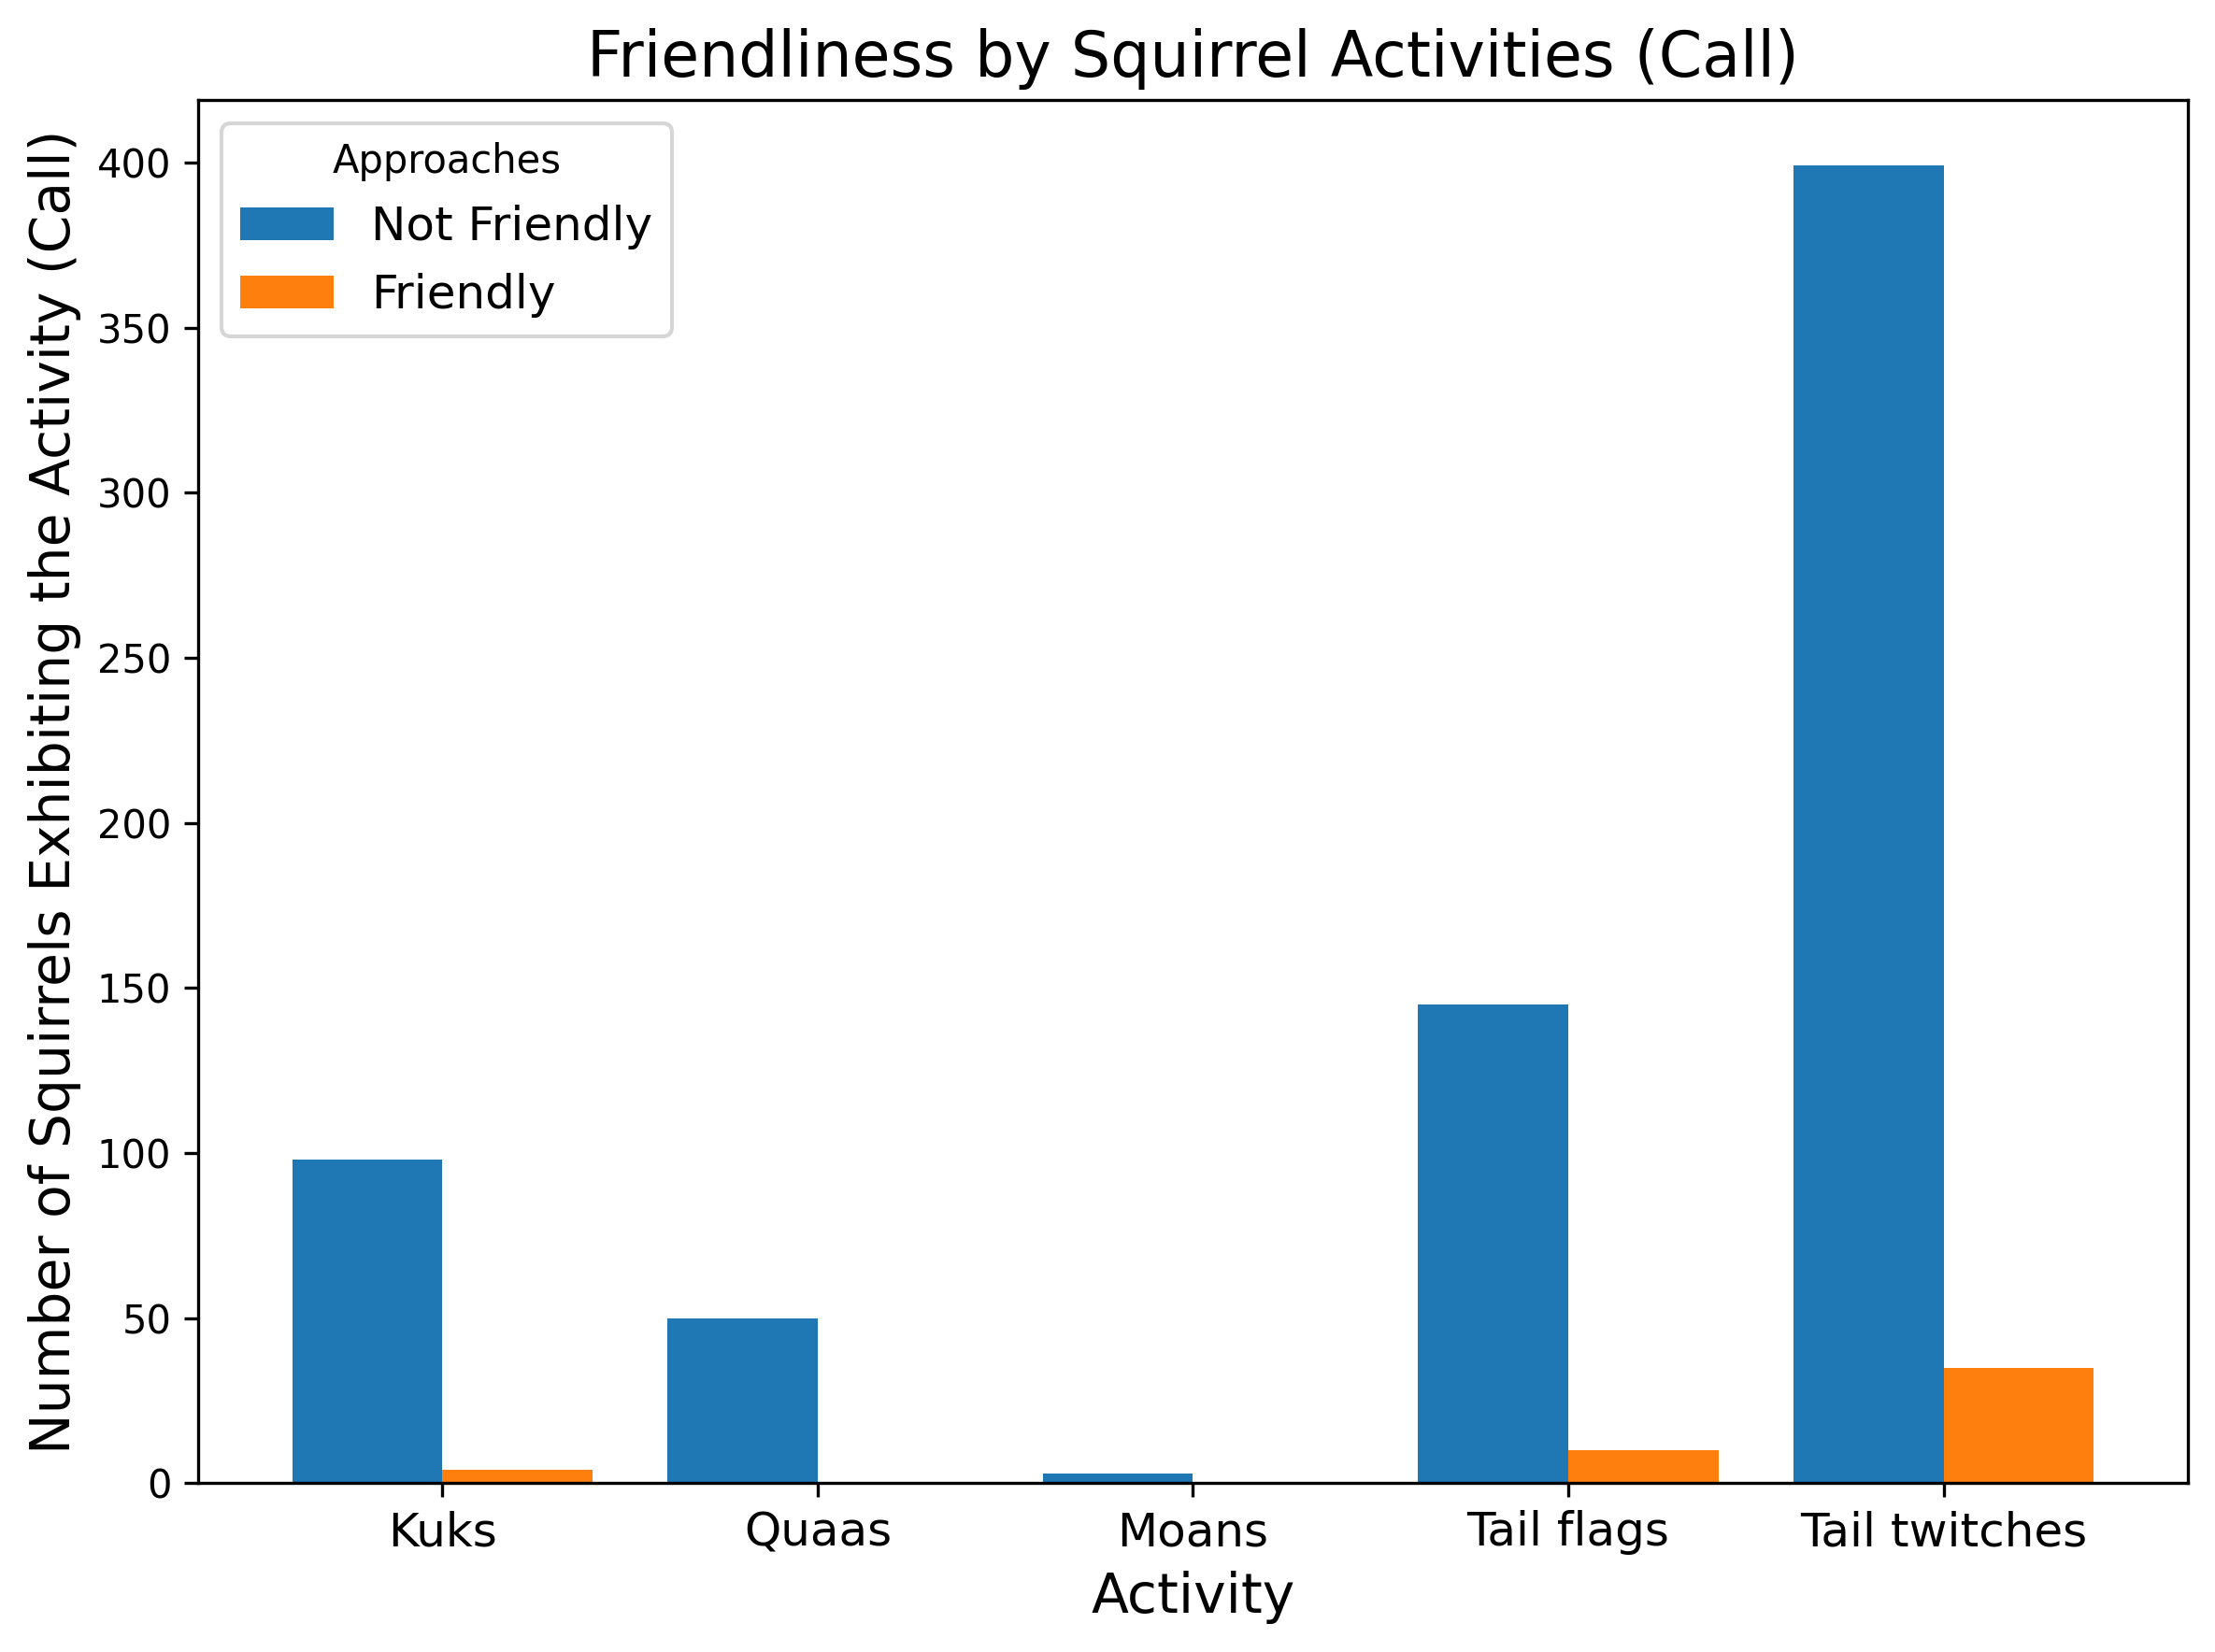 Friendliness by Squirrel Activities (Call)
Number of Squirrels Exhibiting the Activity (Call)
400
350
300
250
200
150
100
50
0
Approaches
Not Friendly
Friendly
Kuks Quaas Moans Tail flags Tail twitches
Activity